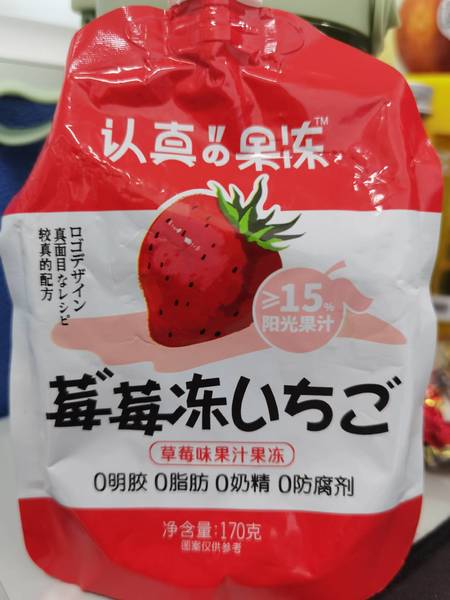 认真の果冻™
ロゴデザイン
真面目なレシピ
较真的配方
≥15%
阳光果汁
莓莓冻いちご
草莓味果汁果冻
0明胶 0脂肪 0奶精 0防腐剂
净含量:170克
图案仅供参考